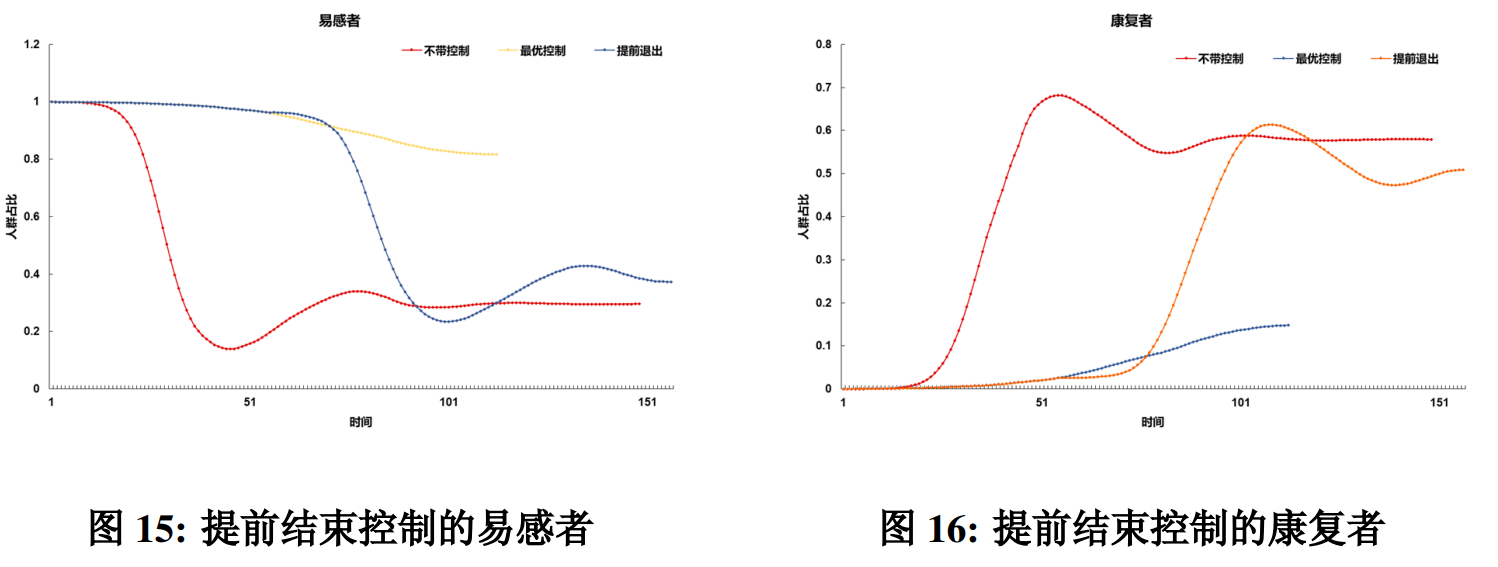 易感者
不带控制 最优控制 提前退出
1.2
1
0.8
0.6
0.4
0.2
0
人群占比
1 51 101 151
时间
图 15: 提前结束控制的易感者
康复者
不带控制 最优控制 提前退出
0.8
0.7
0.6
0.5
0.4
0.3
0.2
0.1
0
人群占比
1 51 101 151
时间
图 16: 提前结束控制的康复者